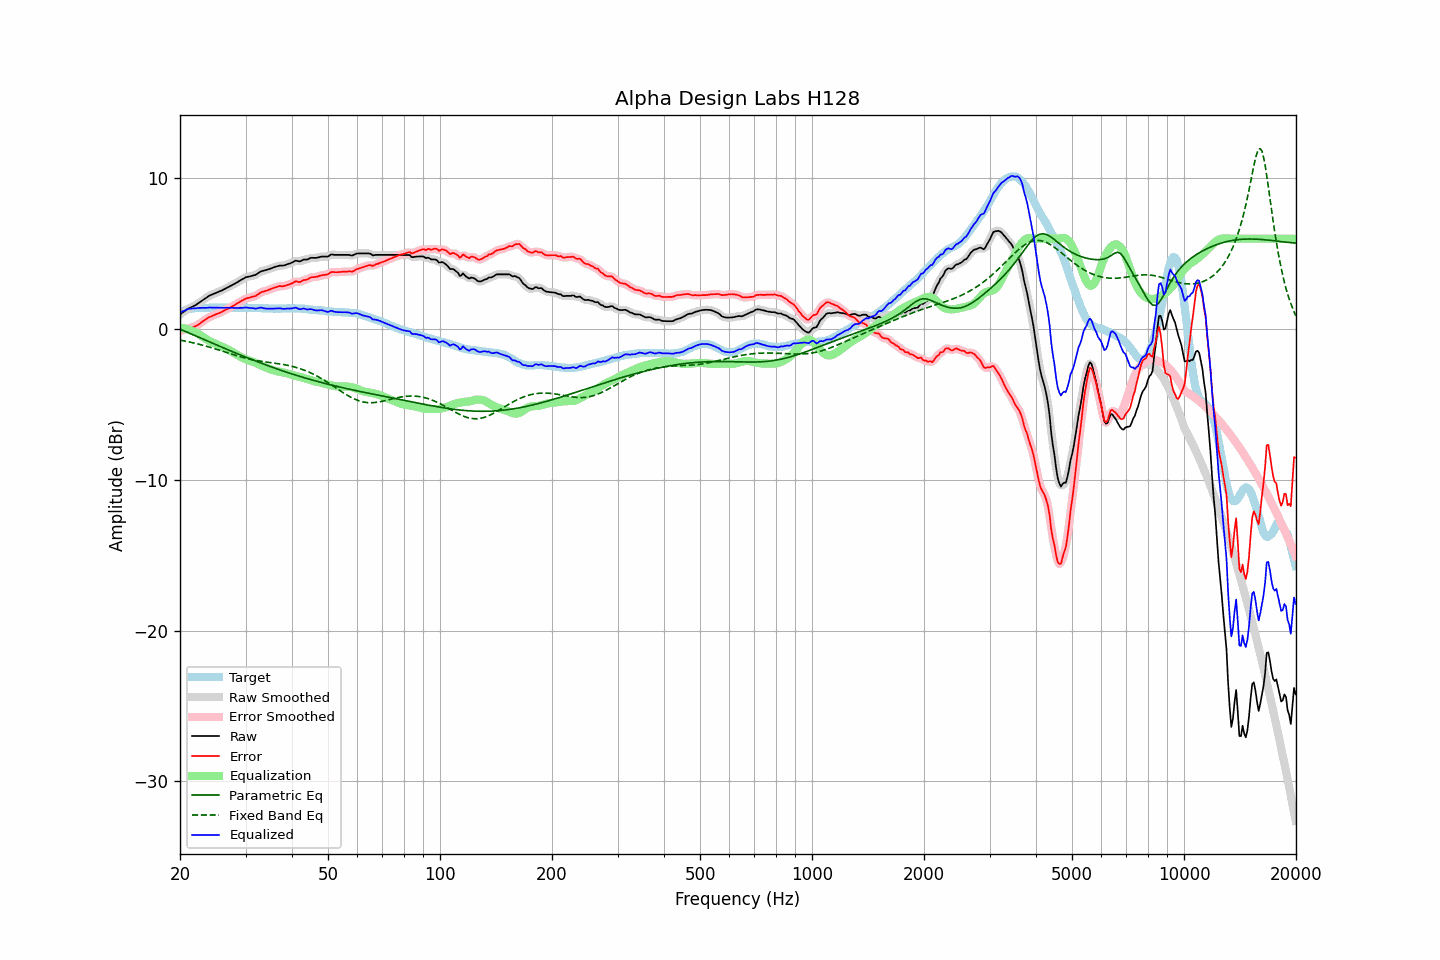 Alpha Design Labs H128
Amplitude (dBr)
10
0
−10
−20
−30
Target
Raw Smoothed
Error Smoothed
Raw
Error
Equalization
Parametric Eq
Fixed Band Eq
Equalized
20 50 100 200 500 1000 2000 5000 10000 20000
Frequency (Hz)